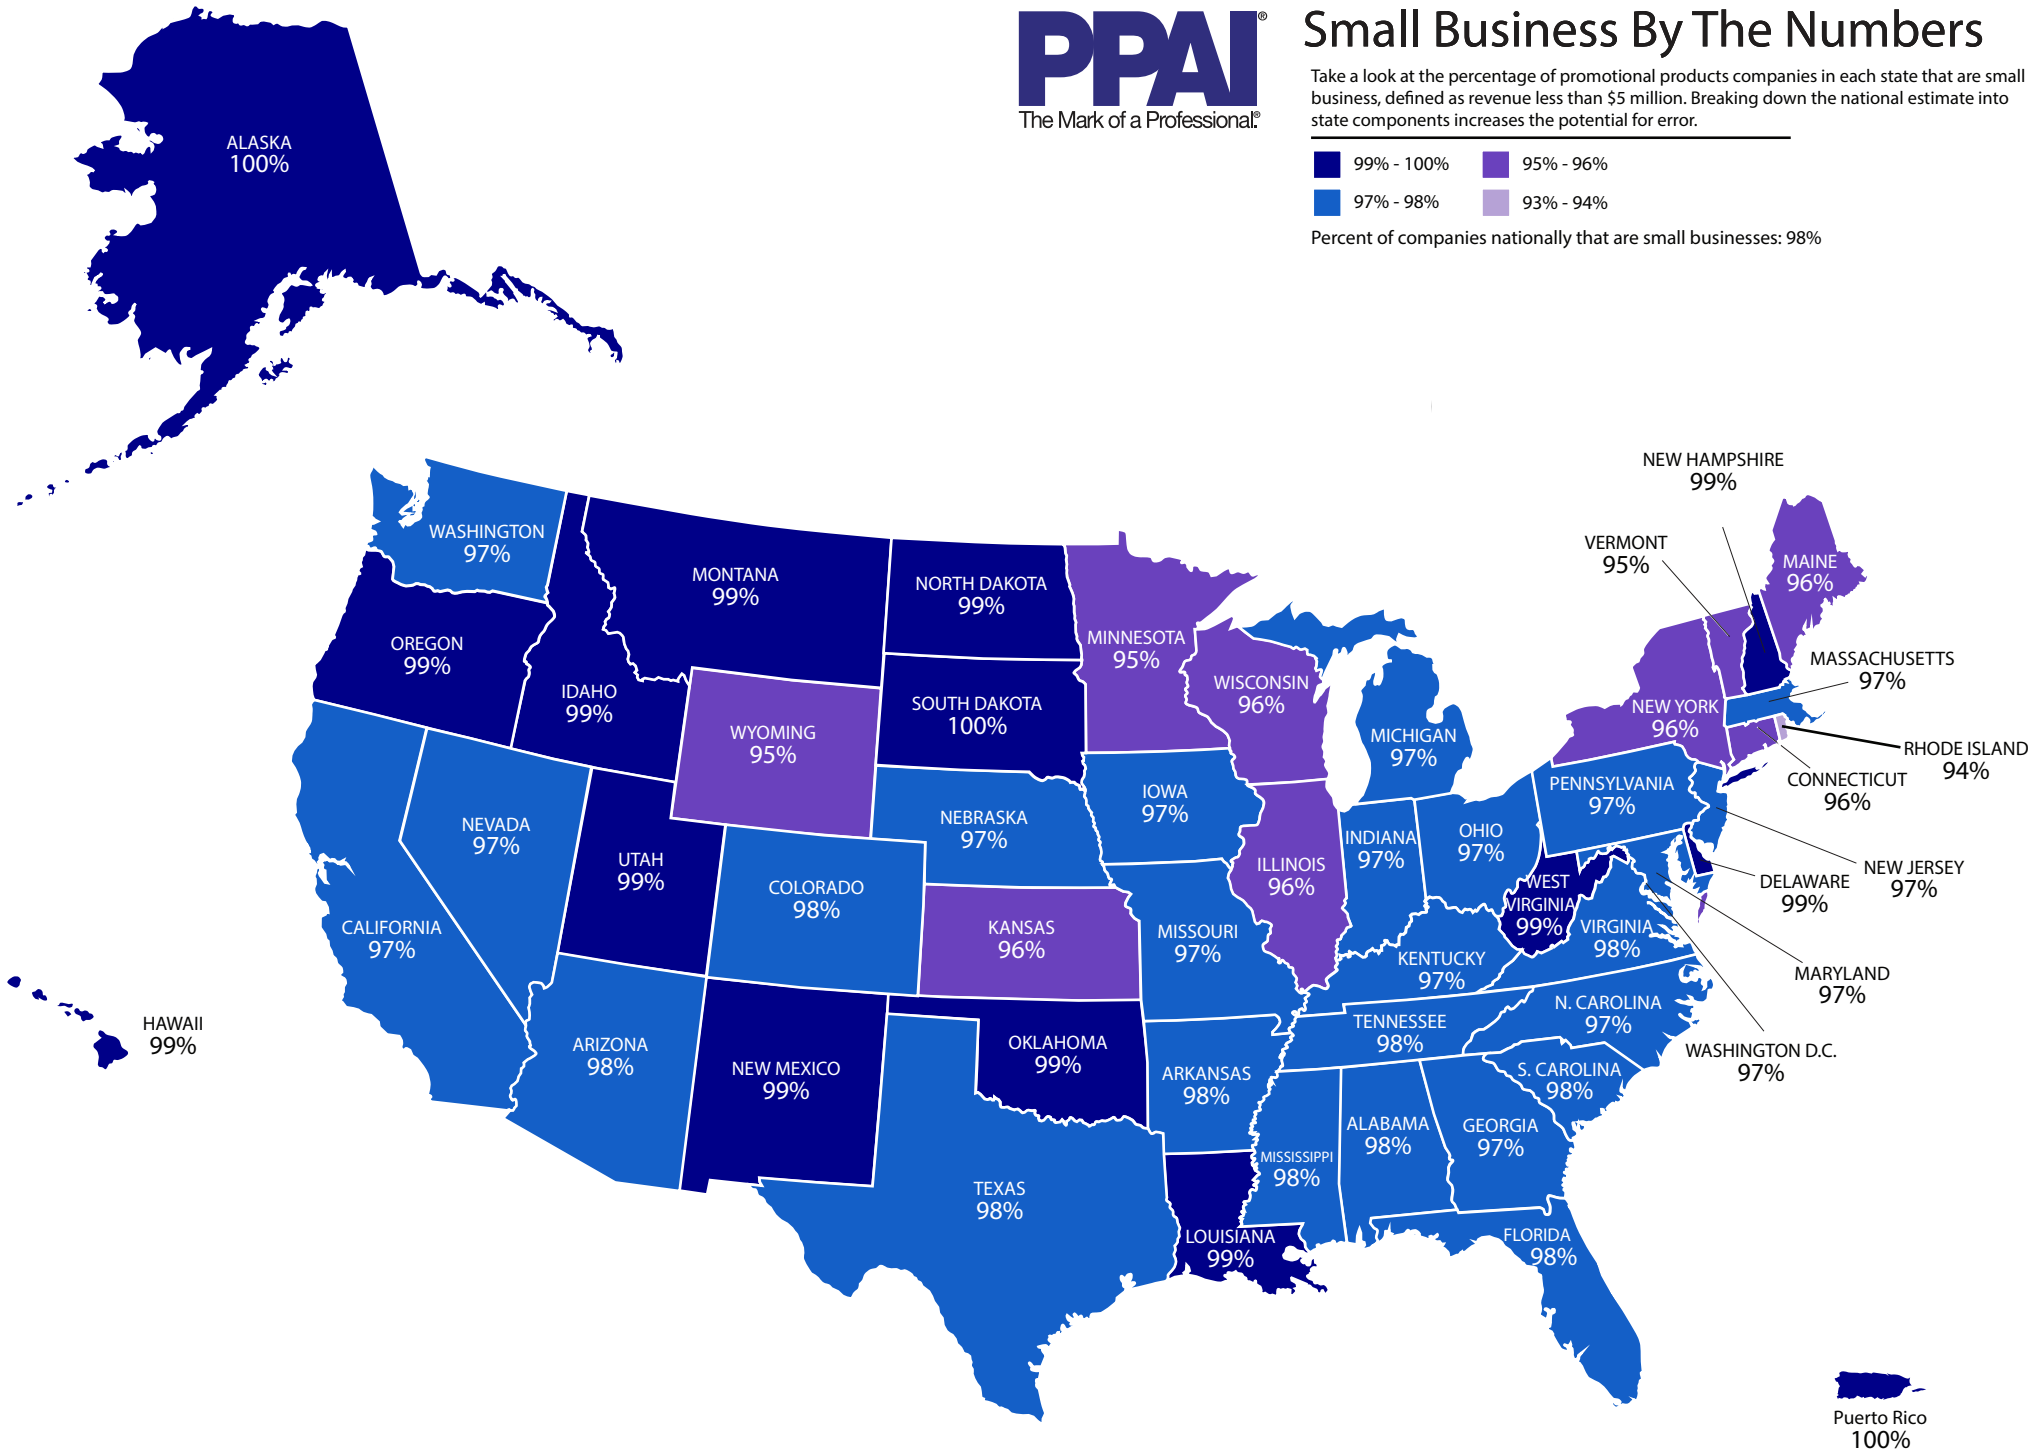 PPAI®
The Mark of a Professional.®
Small Business By The Numbers
Take a look at the percentage of promotional products companies in each state that are small
business, defined as revenue less than $5 million. Breaking down the national estimate into
state components increases the potential for error.
99% - 100%
95% - 96%
97% - 98%
93% - 94%
Percent of companies nationally that are small businesses: 98%
ALASKA
100%
NEW HAMPSHIRE
99%
VERMONT
95%
MAINE
96%
WASHINGTON
97%
MONTANA
99%
NORTH DAKOTA
99%
MINNESOTA
95%
OREGON
99%
IDAHO
99%
WISCONSIN
96%
MASSACHUSETTS
97%
SOUTH DAKOTA
100%
WYOMING
95%
MICHIGAN
97%
NEW YORK
96%
RHODE ISLAND
94%
CONNECTICUT
96%
PENNSYLVANIA
97%
IOWA
97%
NEBRASKA
97%
NEVADA
97%
UTAH
99%
COLORADO
98%
ILLINOIS
96%
INDIANA
97%
OHIO
97%
NEW JERSEY
97%
DELAWARE
99%
WEST
VIRGINIA
99%
VIRGINIA
98%
CALIFORNIA
97%
KANSAS
96%
MISSOURI
97%
KENTUCKY
97%
MARYLAND
97%
HAWAII
99%
ARIZONA
98%
NEW MEXICO
99%
OKLAHOMA
99%
TENNESSEE
98%
N. CAROLINA
97%
WASHINGTON D.C.
97%
ARKANSAS
98%
S. CAROLINA
98%
MISSISSIPPI
98%
ALABAMA
98%
GEORGIA
97%
TEXAS
98%
LOUISIANA
99%
FLORIDA
98%
Puerto Rico
100%